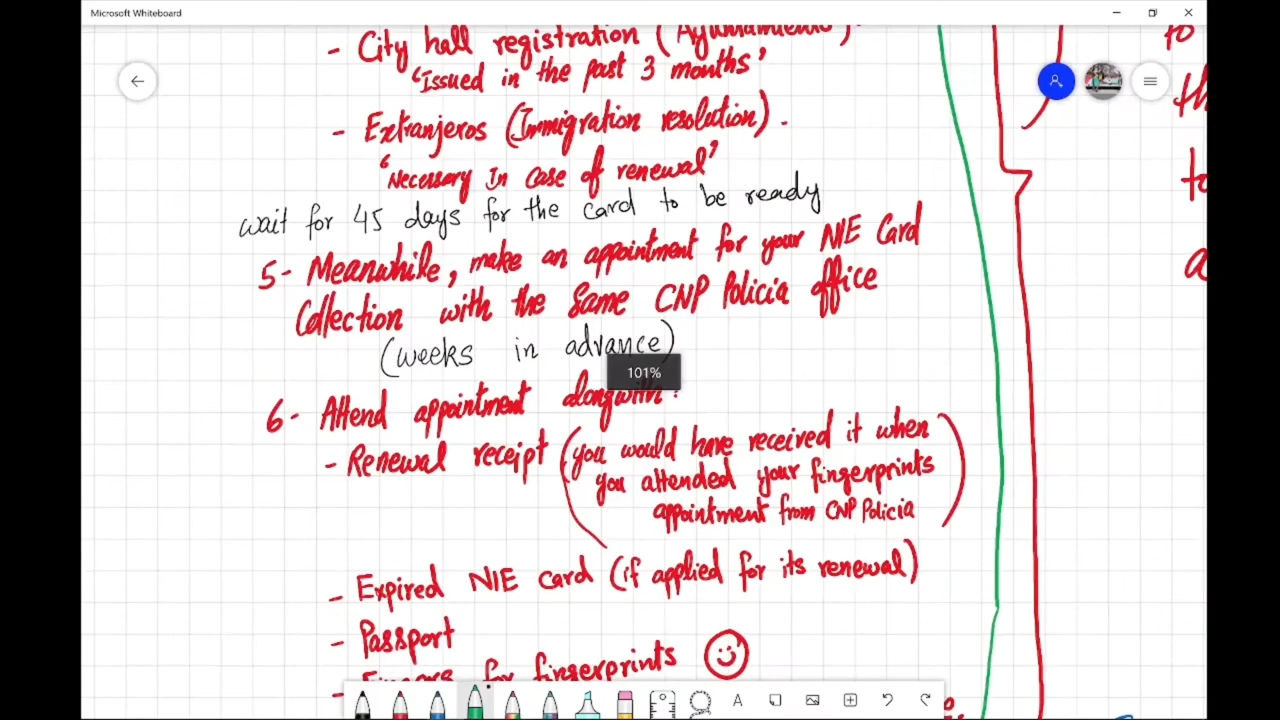 Microsoft Whiteboard
- City hall registration (Ayuntamiento).
"Issued in the past 3 months"
- Extranjeros (Immigration resolution).
"Necessary In case of renewal"
wait for 45 days for the card to be ready
5- Meanwhile, make an appointment for your NIE Card
Collection with the Same CNP Policia office
(weeks in advance)
101%
6- Attend appointment alongwith:
- Renewal receipt (you would have received it when
you attended your fingerprints
appointment from CNP Policia)
- Expired NIE card (if applied for its renewal)
- Passport
- Fingers for fingerprints
to
to
A